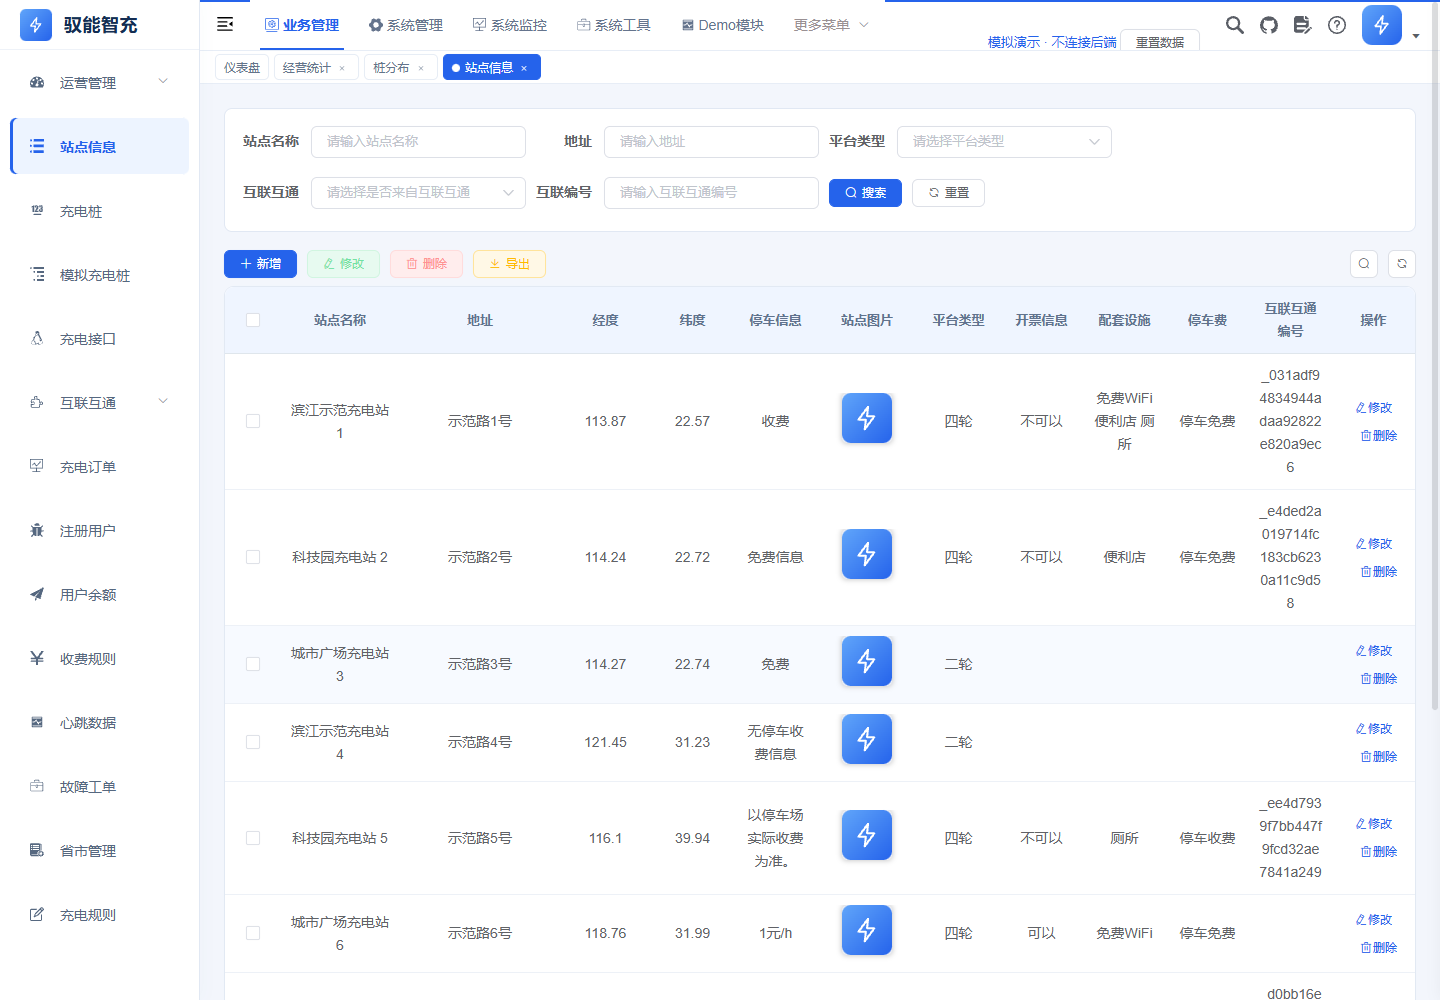 驭能智充
业务管理
系统管理
系统监控
系统工具
Demo模块
更多菜单
模拟演示 · 不连接后端
重置数据
仪表盘
经营统计 ×
桩分布 ×
站点信息 ×
运营管理
站点信息
充电桩
模拟充电桩
充电接口
互联互通
充电订单
注册用户
用户余额
收费规则
心跳数据
故障工单
省市管理
充电规则
站点名称 请输入站点名称
地址 请输入地址
平台类型 请选择平台类型
互联互通 请选择是否来自互联互通
互联编号 请输入互联互通编号
搜索
重置
新增
修改
删除
导出
站点名称 地址 经度 纬度 停车信息 站点图片 平台类型 开票信息 配套设施 停车费 互联互通
编号
操作
滨江示范充电站
1
示范路1号 113.87 22.57 收费 四轮 不可以
免费WiFi
便利店 厕
所
停车免费
_031adf9
4834944a
daa92822
e820a9ec
6
修改
删除
科技园充电站 2 示范路2号 114.24 22.72 免费信息 四轮 不可以 便利店 停车免费
_e4ded2a
019714fc
183cb623
0a11c9d5
8
修改
删除
城市广场充电站
3
示范路3号 114.27 22.74 免费 二轮
修改
删除
滨江示范充电站
4
示范路4号 121.45 31.23
无停车收
费信息
二轮
修改
删除
科技园充电站 5 示范路5号 116.1 39.94
以停车场
实际收费
为准。
四轮 不可以 厕所 停车收费
_ee4d793
9f7bb447f
9fcd32ae
7841a249
修改
删除
城市广场充电站
6
示范路6号 118.76 31.99 1元/h 四轮 可以 免费WiFi 停车免费
修改
删除
d0bb16e